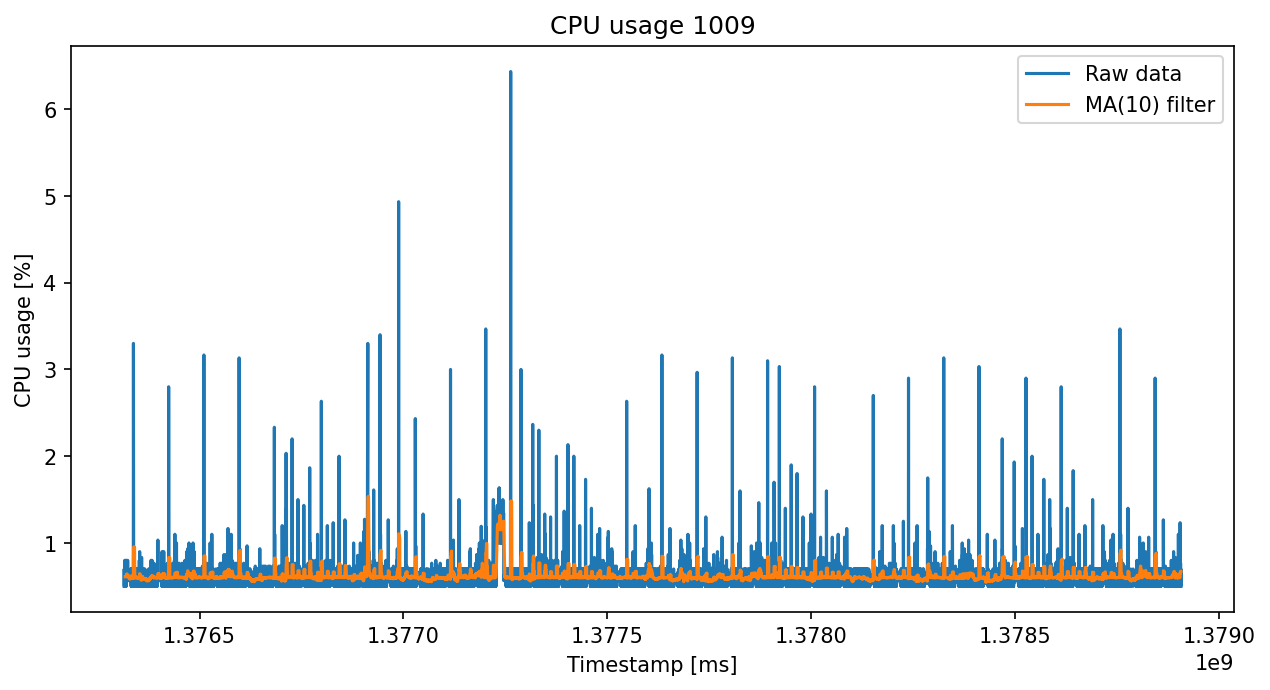 CPU usage 1009
Raw data
MA(10) filter
CPU usage [%]
6
5
4
3
2
1
1.3765 1.3770 1.3775 1.3780 1.3785 1.3790
1e9
Timestamp [ms]